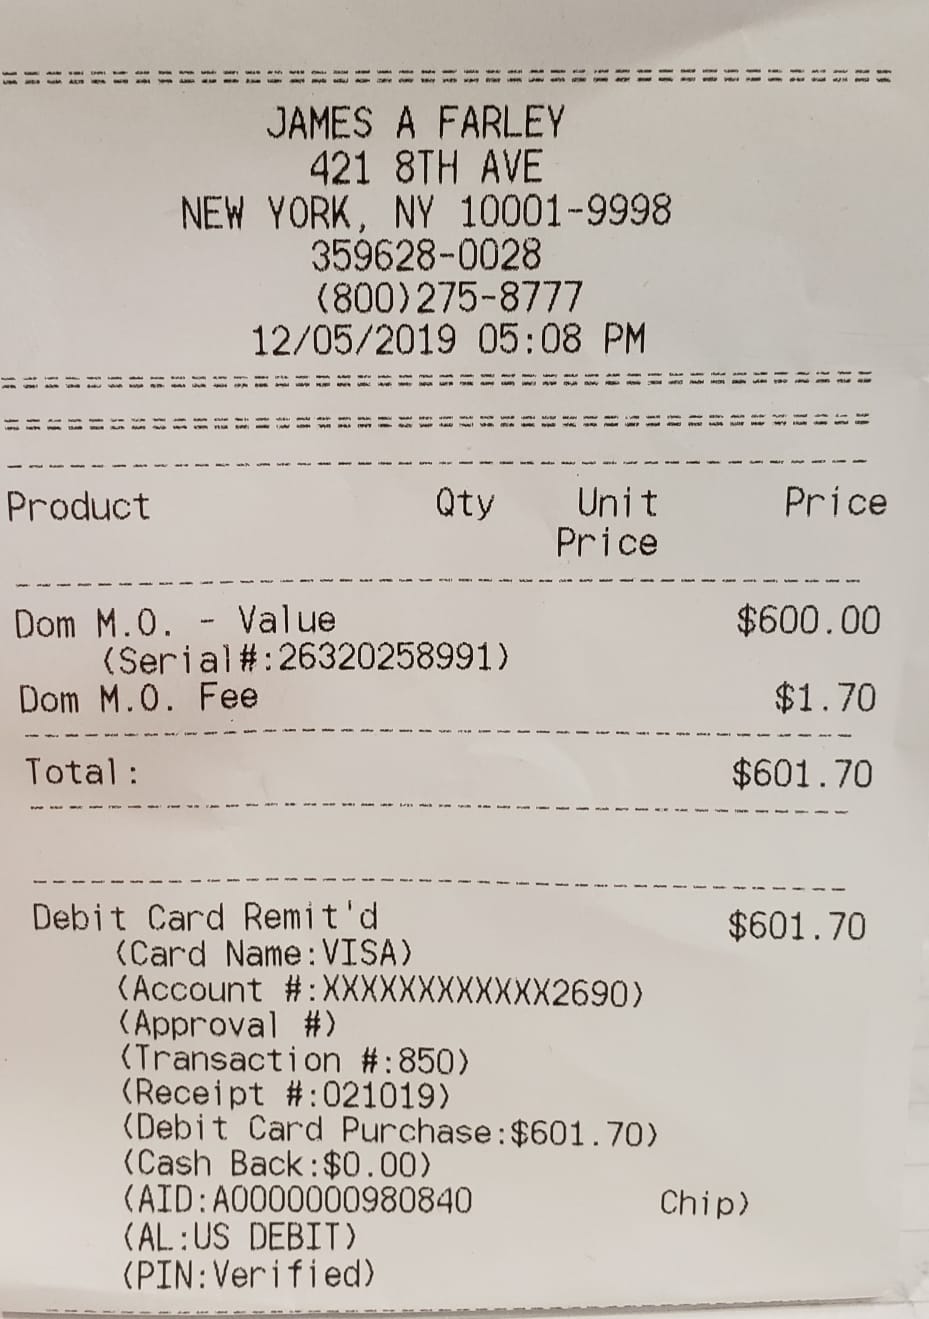 JAMES A FARLEY
421 8TH AVE
NEW YORK, NY 10001-9998
359628-0028
(800)275-8777
12/05/2019 05:08 PM
Product Qty Unit Price
Price
Dom M.O. - Value $600.00
(Serial#:26320258991)
Dom M.O. Fee $1.70
Total: $601.70
Debit Card Remit'd $601.70
(Card Name:VISA)
(Account #:XXXXXXXXXXXX2690)
(Approval #)
(Transaction #:850)
(Receipt #:021019)
(Debit Card Purchase:$601.70)
(Cash Back:$0.00)
(AID:A0000000980840 Chip)
(AL:US DEBIT)
(PIN:Verified)